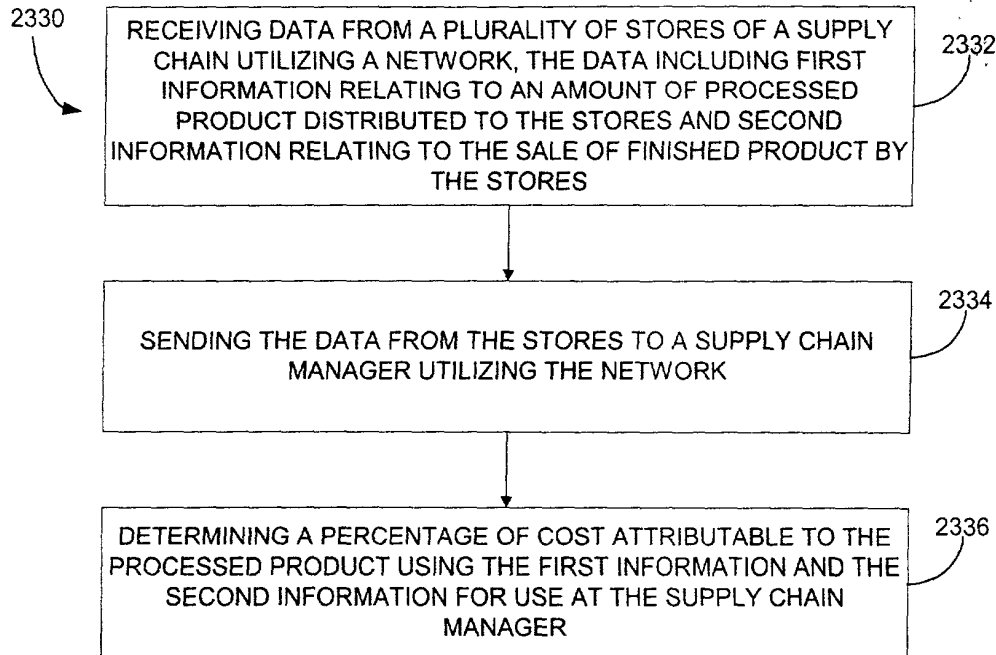 2330
RECEIVING DATA FROM A PLURALITY OF STORES OF A SUPPLY
CHAIN UTILIZING A NETWORK, THE DATA INCLUDING FIRST
INFORMATION RELATING TO AN AMOUNT OF PROCESSED
PRODUCT DISTRIBUTED TO THE STORES AND SECOND
INFORMATION RELATING TO THE SALE OF FINISHED PRODUCT BY
THE STORES
2332
SENDING THE DATA FROM THE STORES TO A SUPPLY CHAIN
MANAGER UTILIZING THE NETWORK
2334
DETERMINING A PERCENTAGE OF COST ATTRIBUTABLE TO THE
PROCESSED PRODUCT USING THE FIRST INFORMATION AND THE
SECOND INFORMATION FOR USE AT THE SUPPLY CHAIN
MANAGER
2336